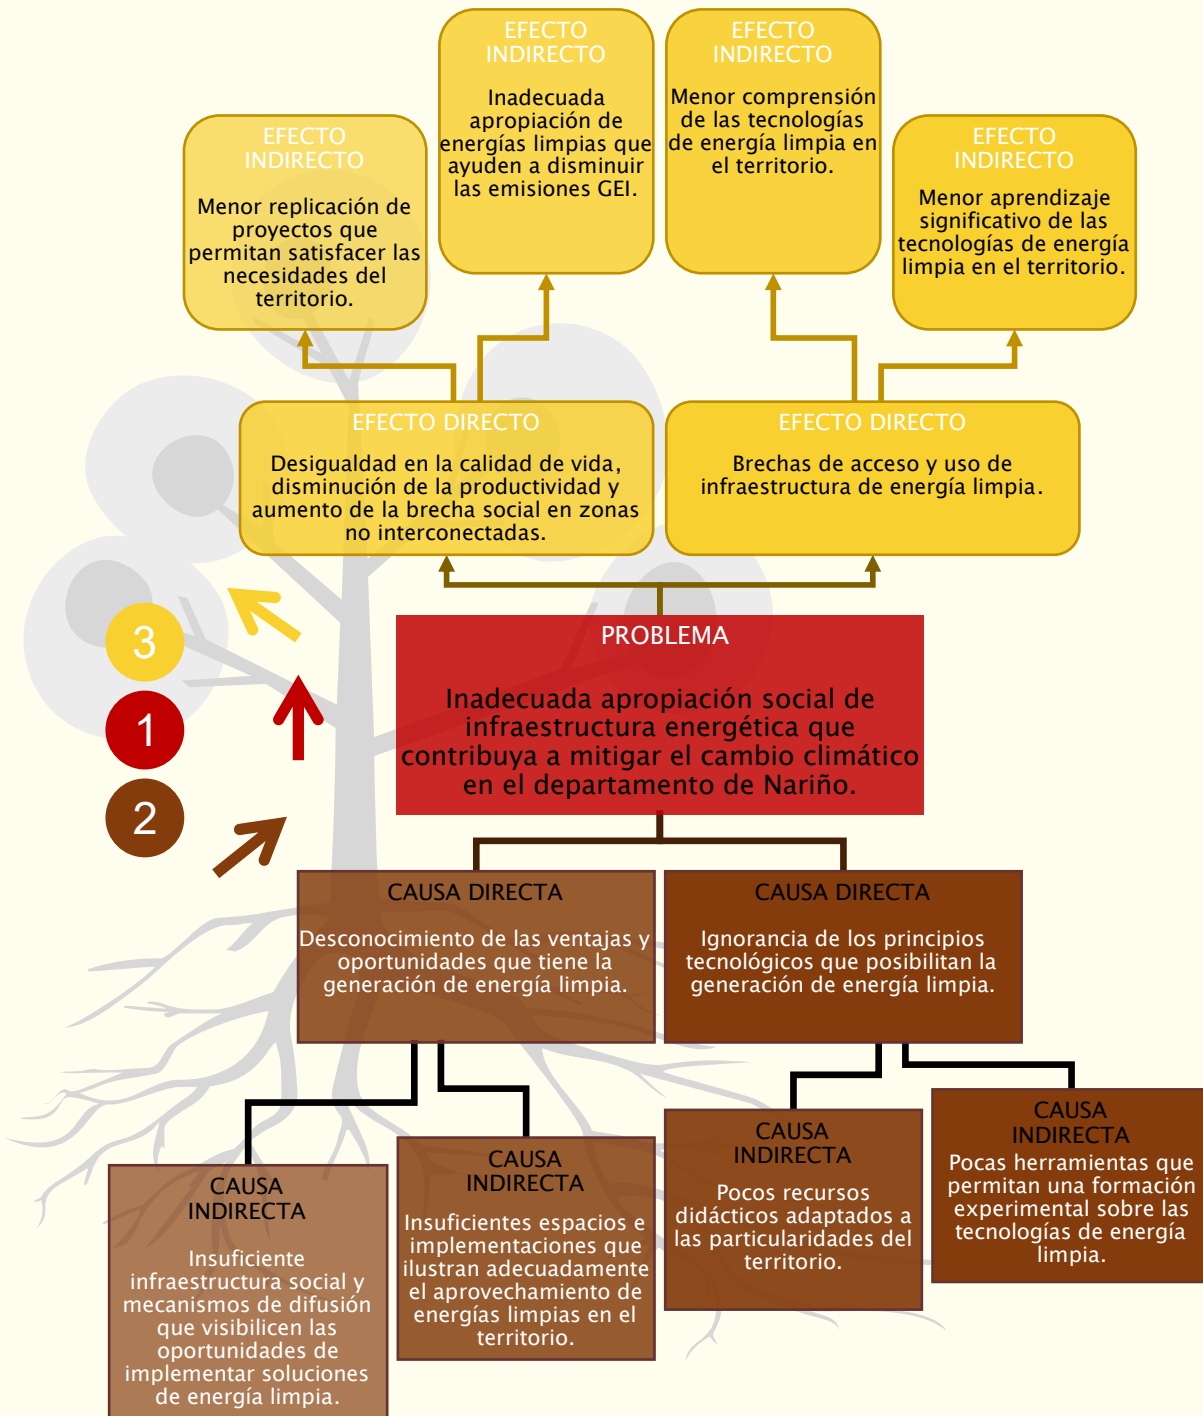 EFECTO
INDIRECTO
Inadecuada
apropiación de
energías limpias que
ayuden a disminuir
las emisiones GEI.
EFECTO
INDIRECTO
Menor comprensión
de las tecnologías
de energía limpia en
el territorio.
EFECTO
INDIRECTO
Menor replicación de
proyectos que
permitan satisfacer las
necesidades del
territorio.
EFECTO
INDIRECTO
Menor aprendizaje
significativo de las
tecnologías de energía
limpia en el territorio.
EFECTO DIRECTO
Desigualdad en la calidad de vida,
disminución de la productividad y
aumento de la brecha social en zonas
no interconectadas.
EFECTO DIRECTO
Brechas de acceso y uso de
infraestructura de energía limpia.
3
1
2
PROBLEMA
Inadecuada apropiación social de
infraestructura energética que
contribuya a mitigar el cambio climático
en el departamento de Nariño.
CAUSA DIRECTA
Desconocimiento de las ventajas y
oportunidades que tiene la
generación de energía limpia.
CAUSA DIRECTA
Ignorancia de los principios
tecnológicos que posibilitan la
generación de energía limpia.
CAUSA
INDIRECTA
Insuficiente
infraestructura social y
mecanismos de difusión
que visibilicen las
oportunidades de
implementar soluciones
de energía limpia.
CAUSA
INDIRECTA
Insuficientes espacios e
implementaciones que
ilustran adecuadamente
el aprovechamiento de
energías limpias en el
territorio.
CAUSA
INDIRECTA
Pocos recursos
didácticos adaptados a
las particularidades del
territorio.
CAUSA
INDIRECTA
Pocas herramientas que
permitan una formación
experimental sobre las
tecnologías de energía
limpia.